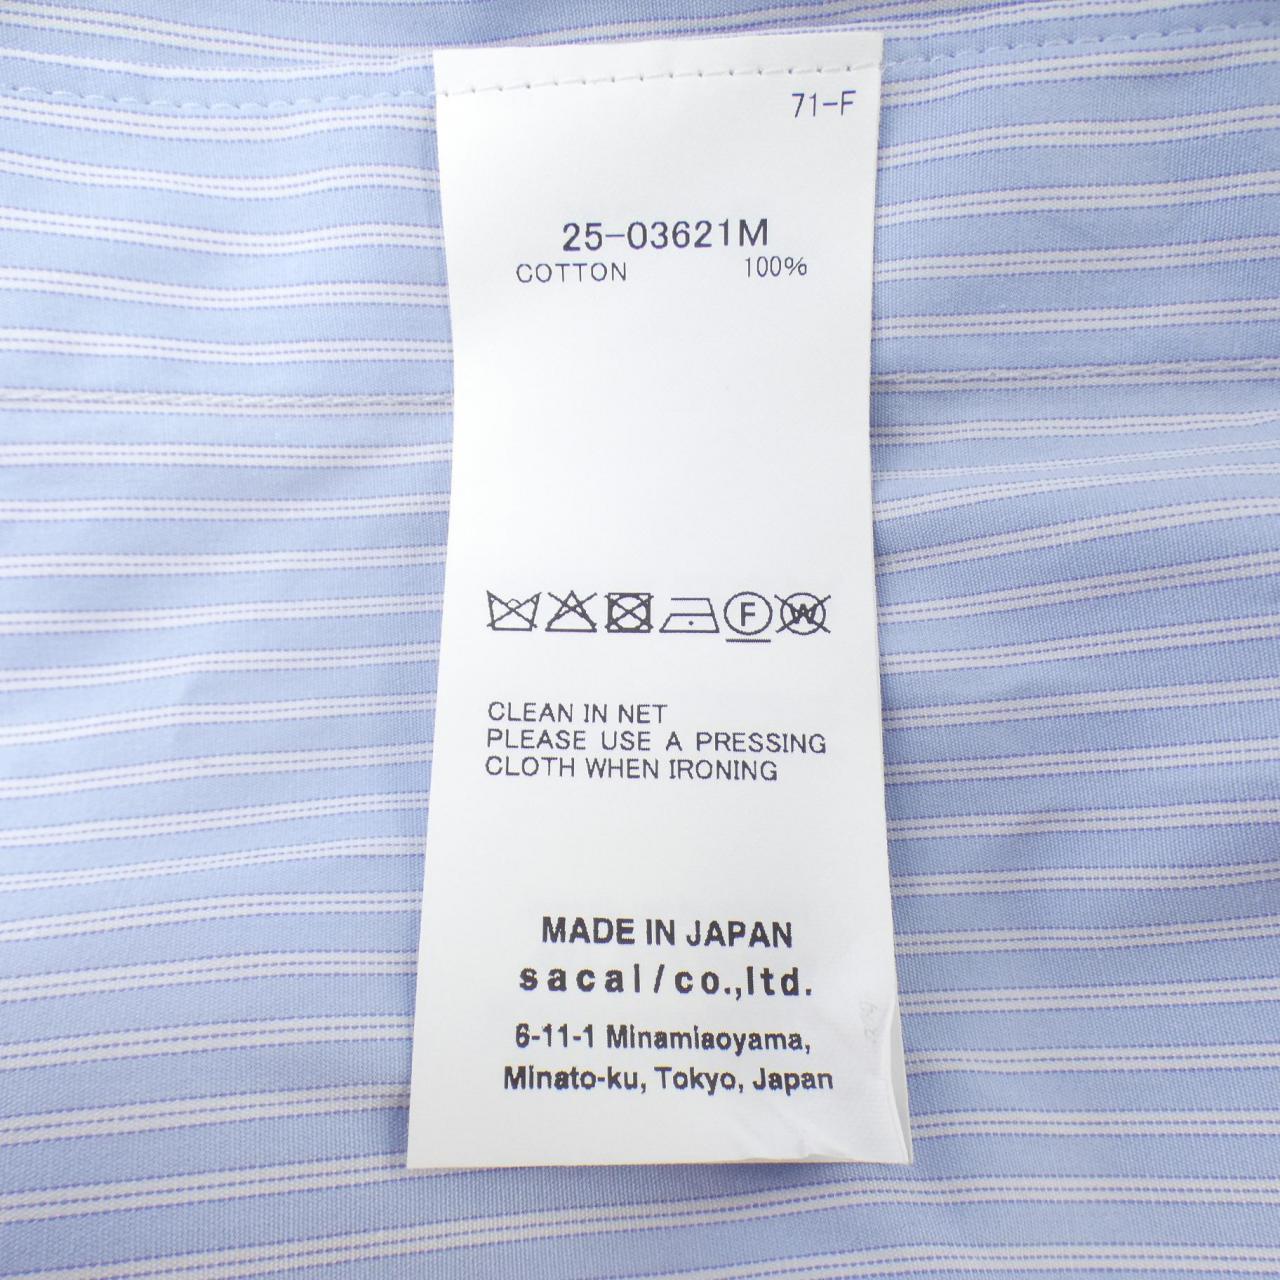 71-F
25-03621M
COTTON 100%
F W
CLEAN IN NET
PLEASE USE A PRESSING
CLOTH WHEN IRONING
MADE IN JAPAN
sacai/co.,ltd.
6-11-1 Minamiaoyama,
Minato-ku, Tokyo, Japan